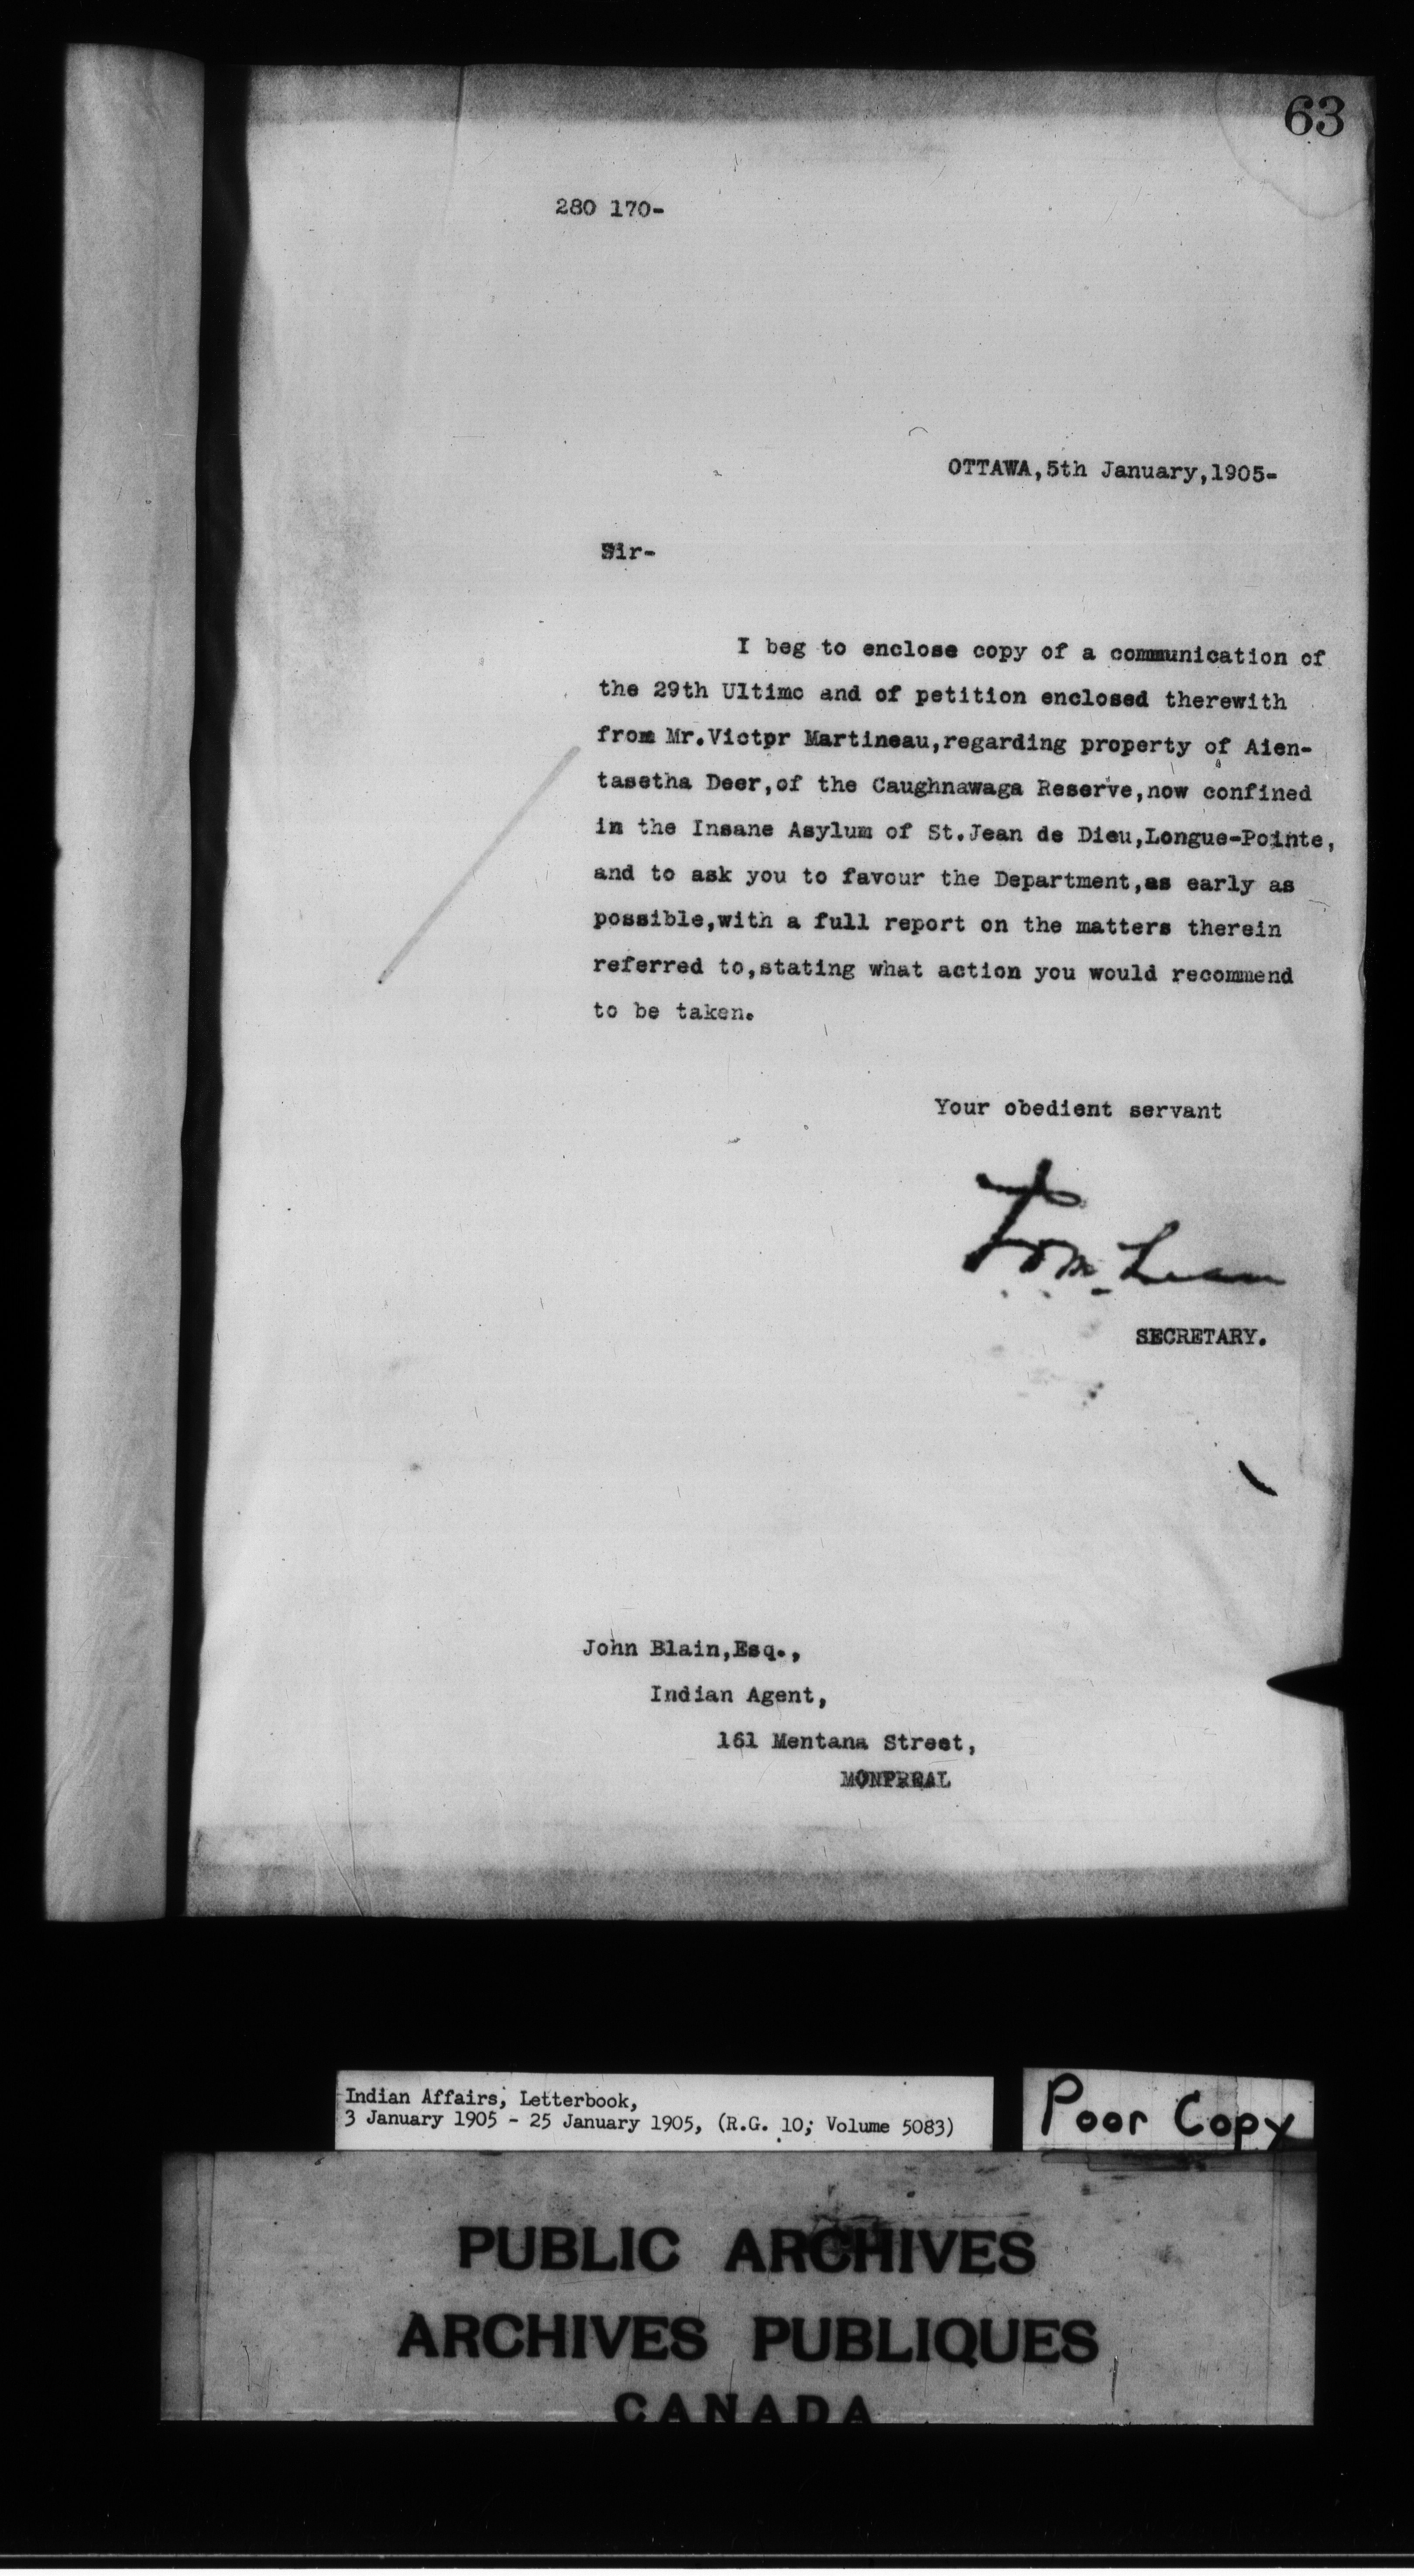 63
280 170-
OTTAWA,5th January,1905-
Sir-
I beg to enclose copy of a communication of
the 29th Ultimo and of petition enclosed therewith
from Mr.Victpr Martineau,regarding property of Aien-
tasetha Deer,of the Caughnawaga Reserve,now confined
in the Insane Asylum of St.Jean de Dieu,Longue-Pointe,
and to ask you to favour the Department,as early as
possible,with a full report on the matters therein
referred to,stating what action you would recommend
to be taken.
Your obedient servant
SECRETARY.
John Blain,Esq.,
Indian Agent,
161 Mentana Street,
MONTREAL
Indian Affairs, Letterbook,
3 January 1905 - 25 January 1905, (R.G. 10; Volume 5083)
Poor Copy
PUBLIC ARCHIVES
ARCHIVES PUBLIQUES
CANADA